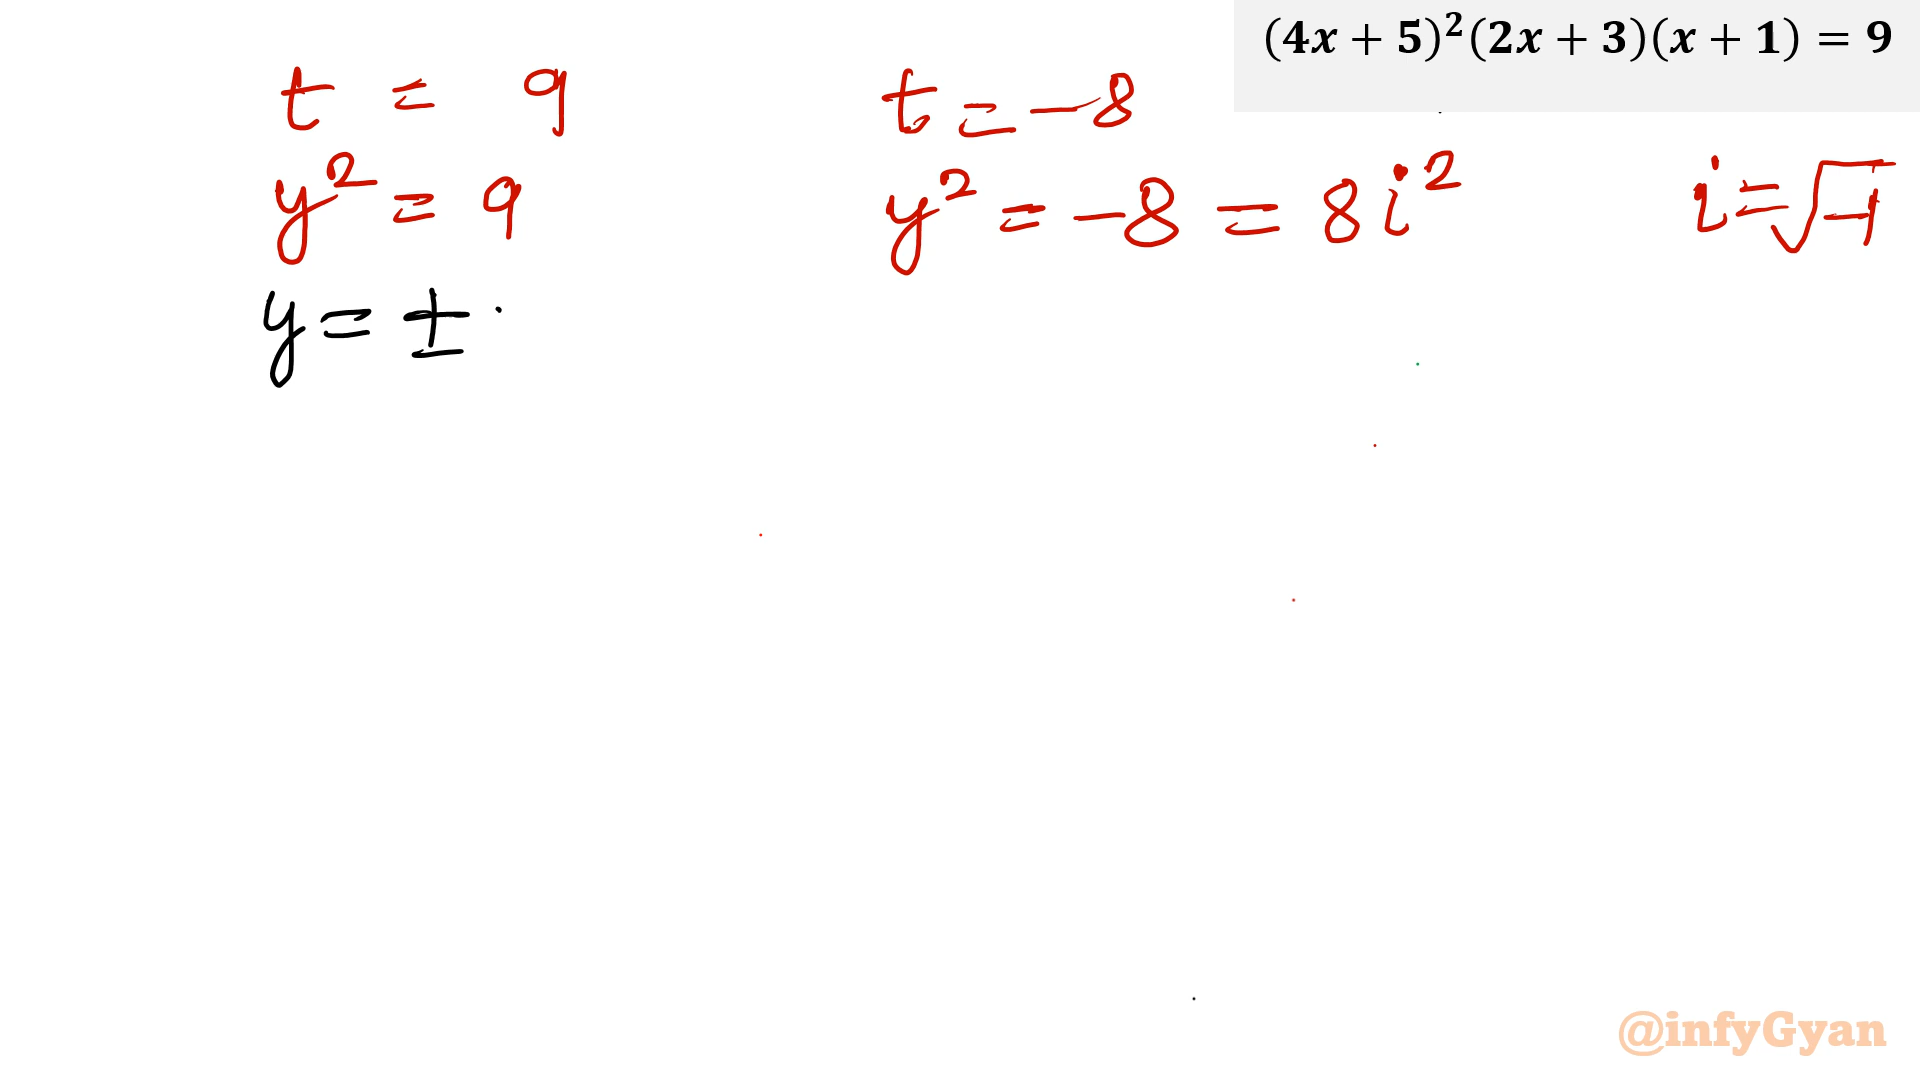 (4x + 5)²(2x + 3)(x + 1) = 9
t = 9
t = -8
y² = 9
y² = -8 = 8i²
i = √-1
y = ±
@infyGyan